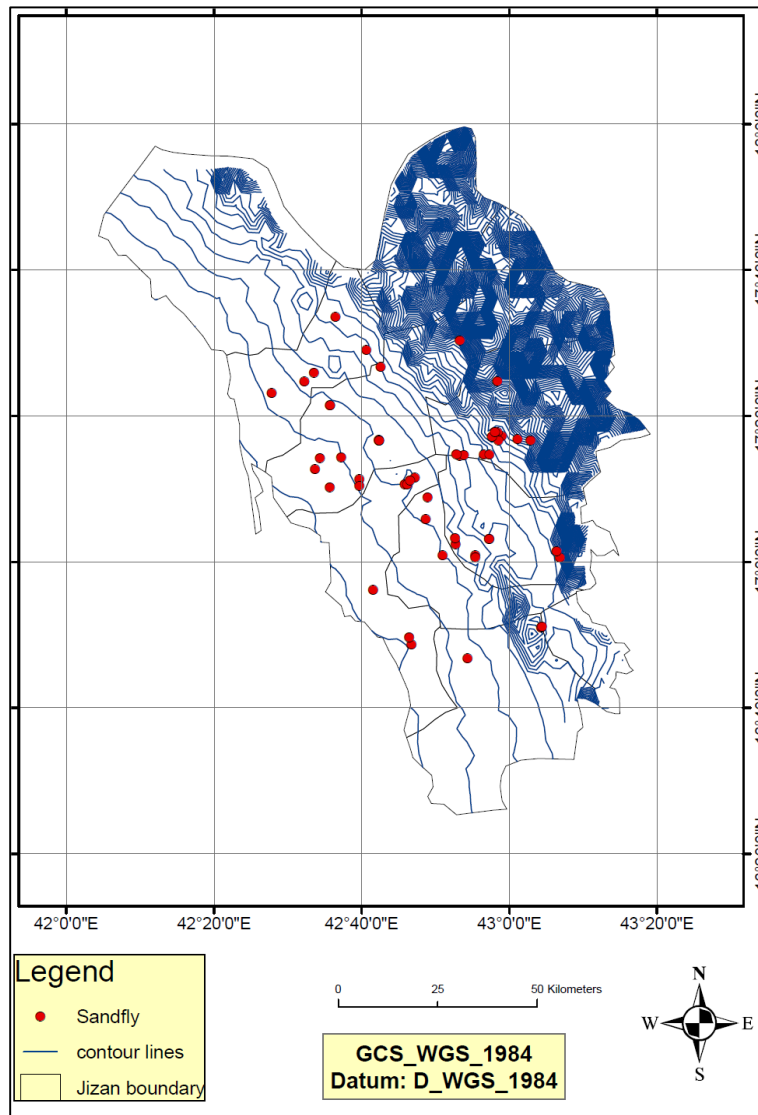 42°0'0"E 42°20'0"E 42°40'0"E 43°0'0"E 43°20'0"E
Legend
Sandfly
contour lines
Jizan boundary
0 25 50 Kilometers
GCS_WGS_1984
Datum: D_WGS_1984
N
W E
S